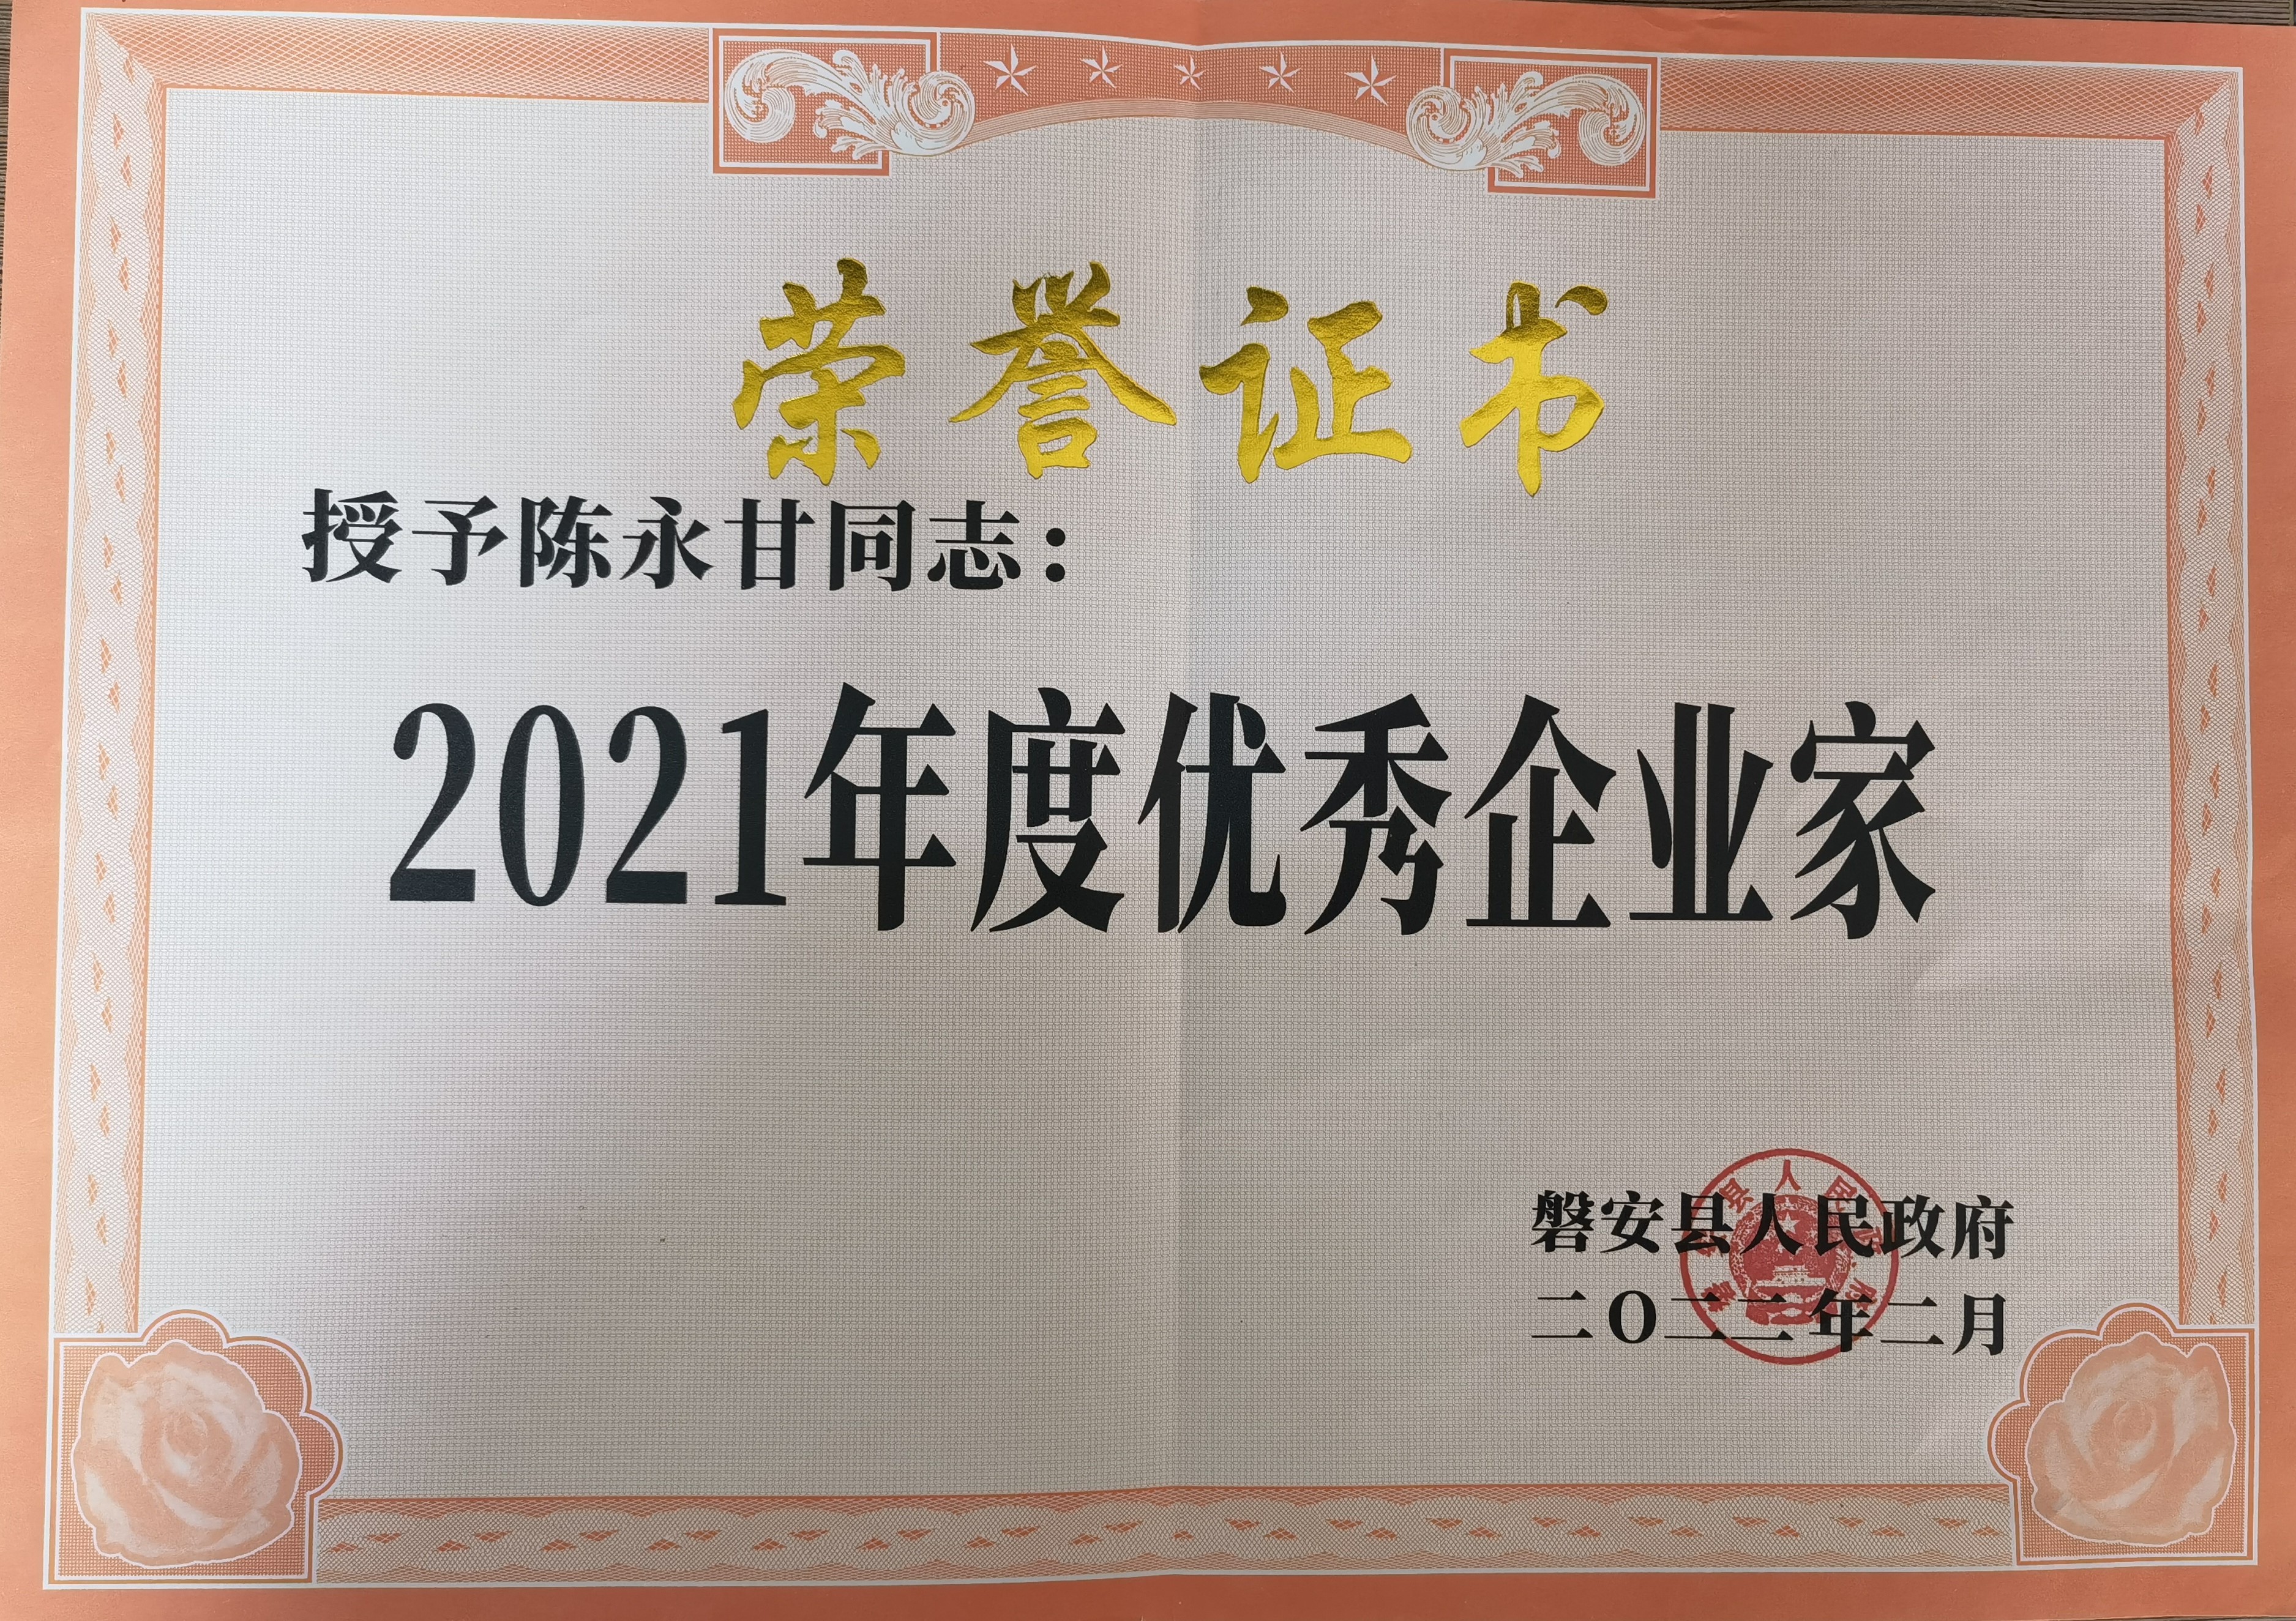 荣誉证书
授予陈永甘同志：
2021年度优秀企业家
磐安县人民政府
二〇二二年二月